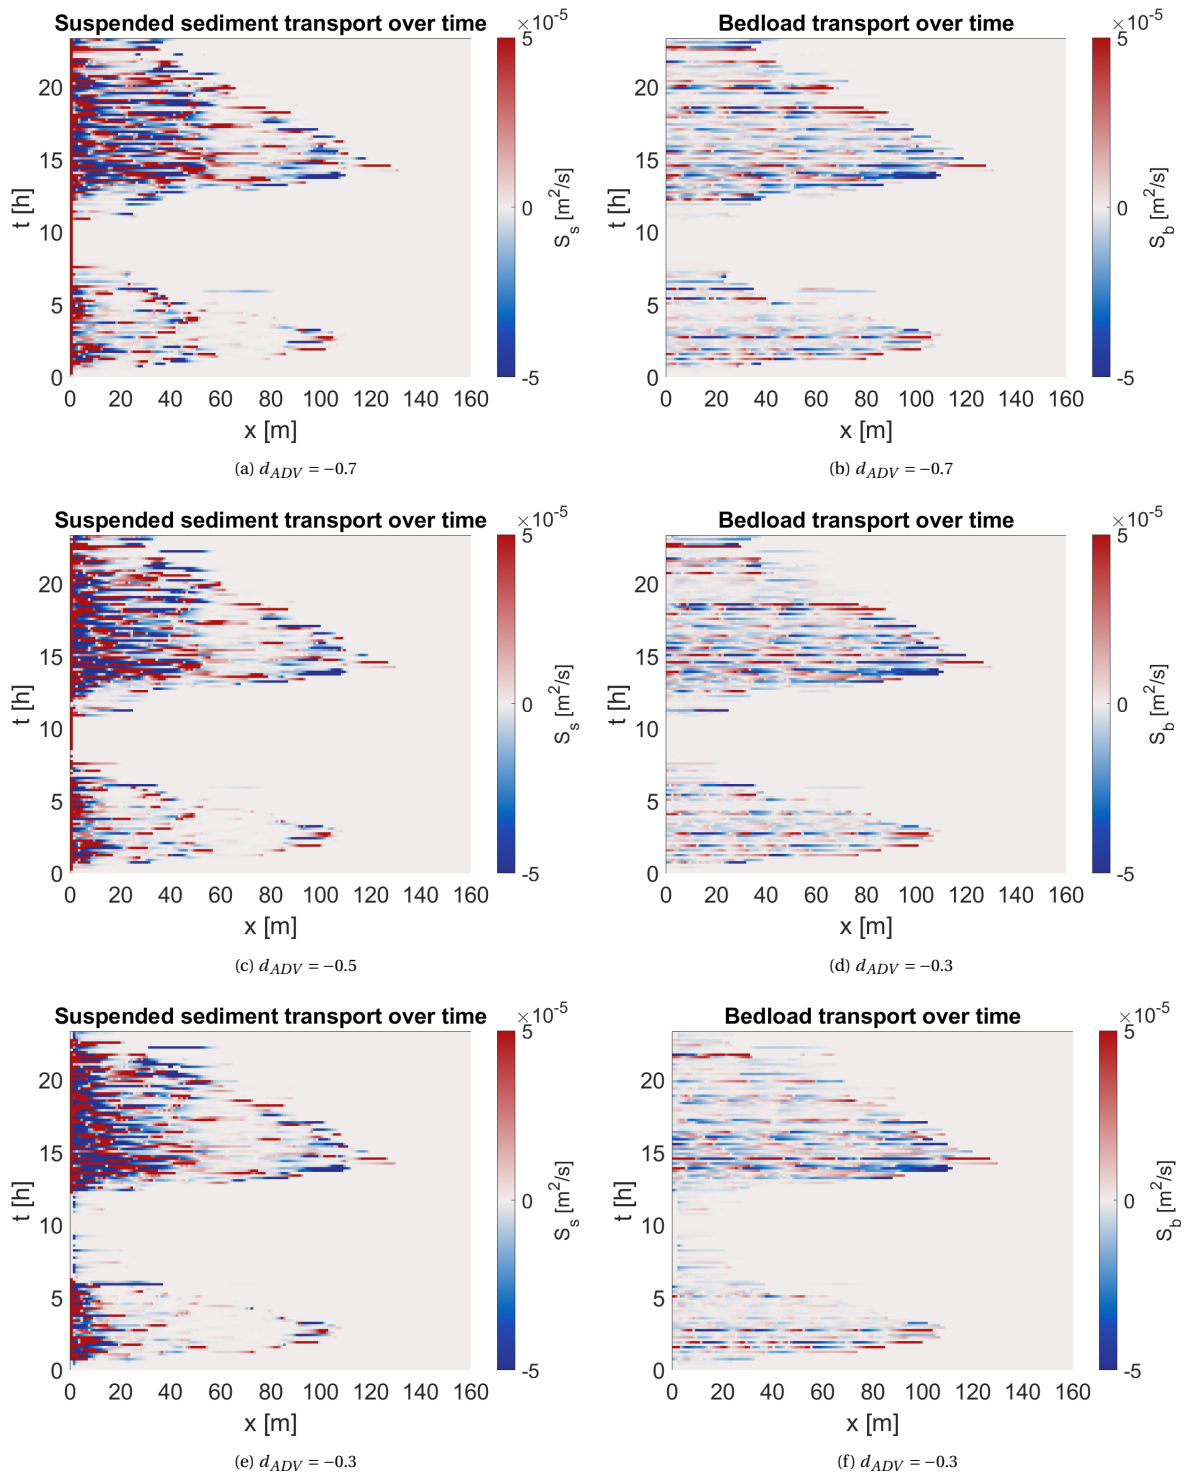 Suspended sediment transport over time
×10^-5
5
0
-5
S_s [m^2/s]
20
15
10
5
0
t [h]
0 20 40 60 80 100 120 140 160
x [m]
(a) d_ADV = −0.7
Bedload transport over time
×10^-5
5
0
-5
S_b [m^2/s]
20
15
10
5
0
t [h]
0 20 40 60 80 100 120 140 160
x [m]
(b) d_ADV = −0.7
Suspended sediment transport over time
×10^-5
5
0
-5
S_s [m^2/s]
20
15
10
5
0
t [h]
0 20 40 60 80 100 120 140 160
x [m]
(c) d_ADV = −0.5
Bedload transport over time
×10^-5
5
0
-5
S_b [m^2/s]
20
15
10
5
0
t [h]
0 20 40 60 80 100 120 140 160
x [m]
(d) d_ADV = −0.3
Suspended sediment transport over time
×10^-5
5
0
-5
S_s [m^2/s]
20
15
10
5
0
t [h]
0 20 40 60 80 100 120 140 160
x [m]
(e) d_ADV = −0.3
Bedload transport over time
×10^-5
5
0
-5
S_b [m^2/s]
20
15
10
5
0
t [h]
0 20 40 60 80 100 120 140 160
x [m]
(f) d_ADV = −0.3